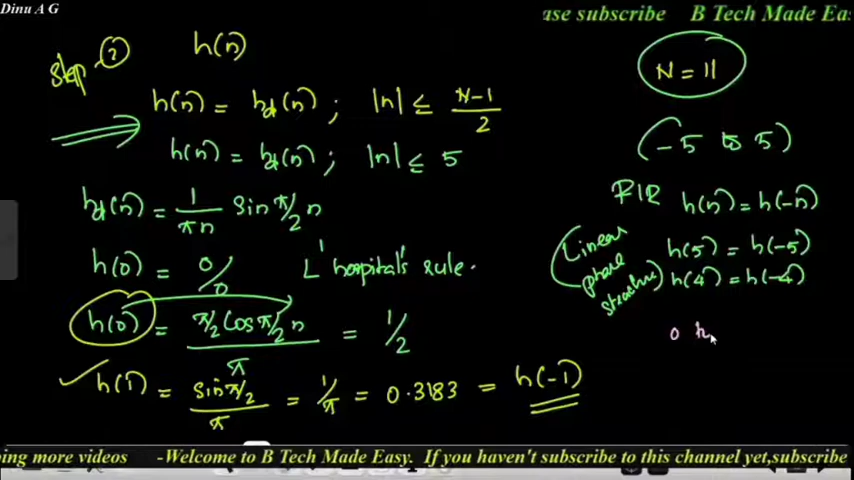 Dinu A G
ase subscribe B Tech Made Eas
Step - ②
h(n)
h(n) = hd(n) ; |n| ≤ N-1/2
h(n) = hd(n) ; |n| ≤ 5
hd(n) = 1/πn Sin π/2 n
h(0) = 0/0 L' hospital's rule.
h(0) = π/2 Cos π/2 n / π = 1/2
✓ h(1) = sin π/2 / π = 1/π = 0.3183 = h(-1)
N = 11
(-5 to 5)
FIR h(n) = h(-n)
(Linear phase structure)
h(5) = h(-5)
h(4) = h(-4)
0 h
ing more videos -Welcome to B Tech Made Easy. If you haven't subscribe to this channel yet,subscribe